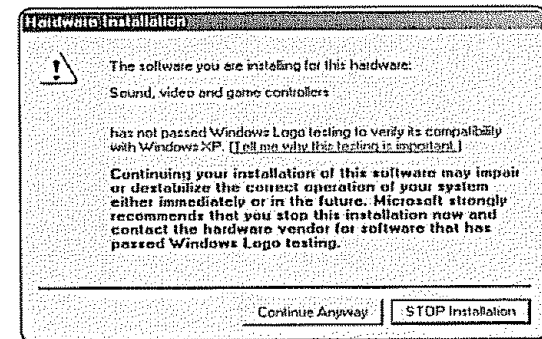 Hardware Installation
The software you are installing for this hardware:
Sound, video and game controllers
has not passed Windows Logo testing to verify its compatibility
with Windows XP. (Tell me why this testing is important.)
Continuing your installation of this software may impair
or destabilize the correct operation of your system
either immediately or in the future. Microsoft strongly
recommends that you stop this installation now and
contact the hardware vendor for software that has
passed Windows Logo testing.
Continue Anyway
STOP Installation